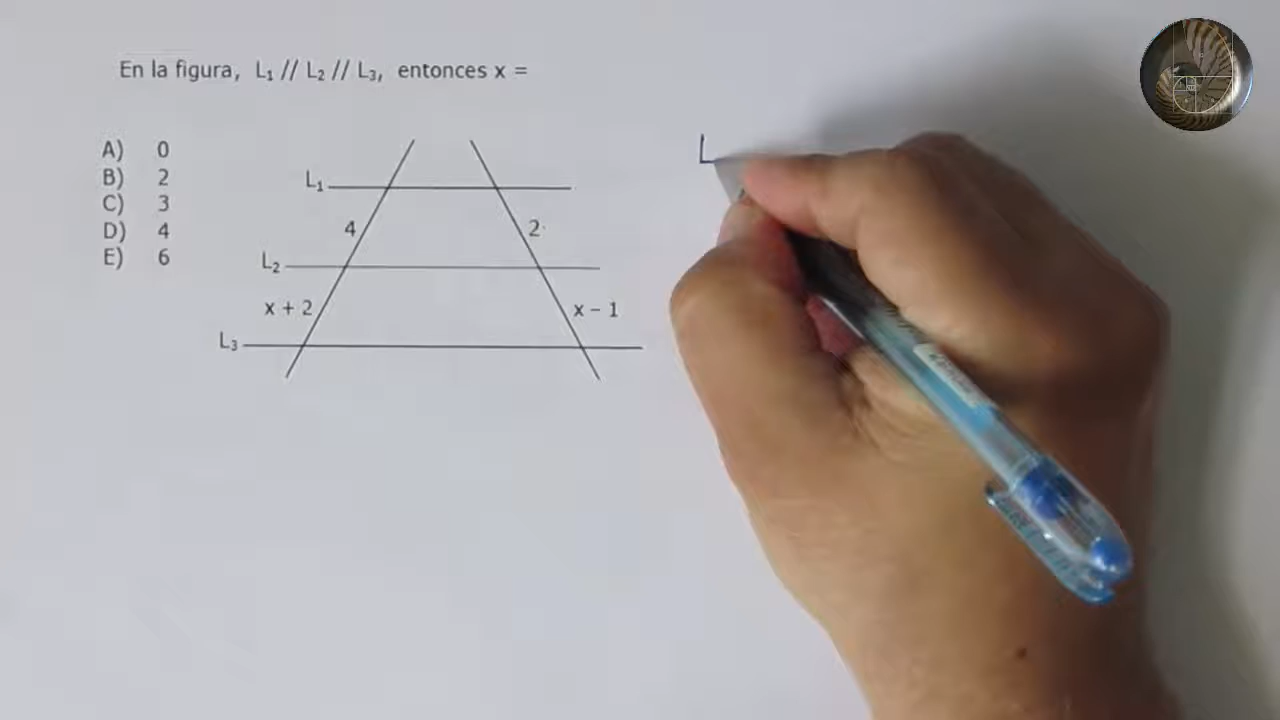 En la figura, L₁ // L₂ // L₃, entonces x =
A) 0
B) 2
C) 3
D) 4
E) 6
L₁
4 2
L₂
x + 2 x – 1
L₃
L